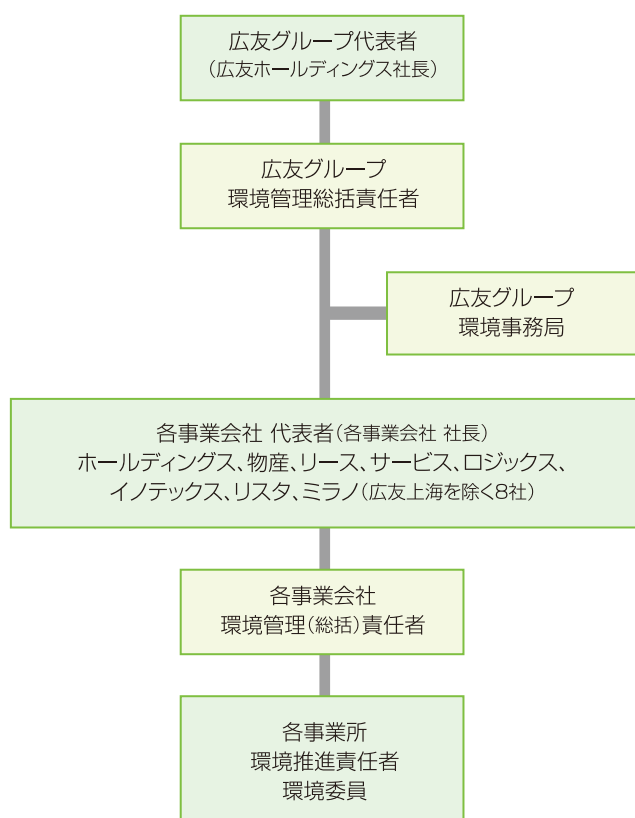 広友グループ代表者
（広友ホールディングス社長）
広友グループ
環境管理総括責任者
広友グループ
環境事務局
各事業会社 代表者（各事業会社 社長）
ホールディングス、物産、リース、サービス、ロジックス、
イノテックス、リスタ、ミラノ（広友上海を除く8社）
各事業会社
環境管理（総括）責任者
各事業所
環境推進責任者
環境委員